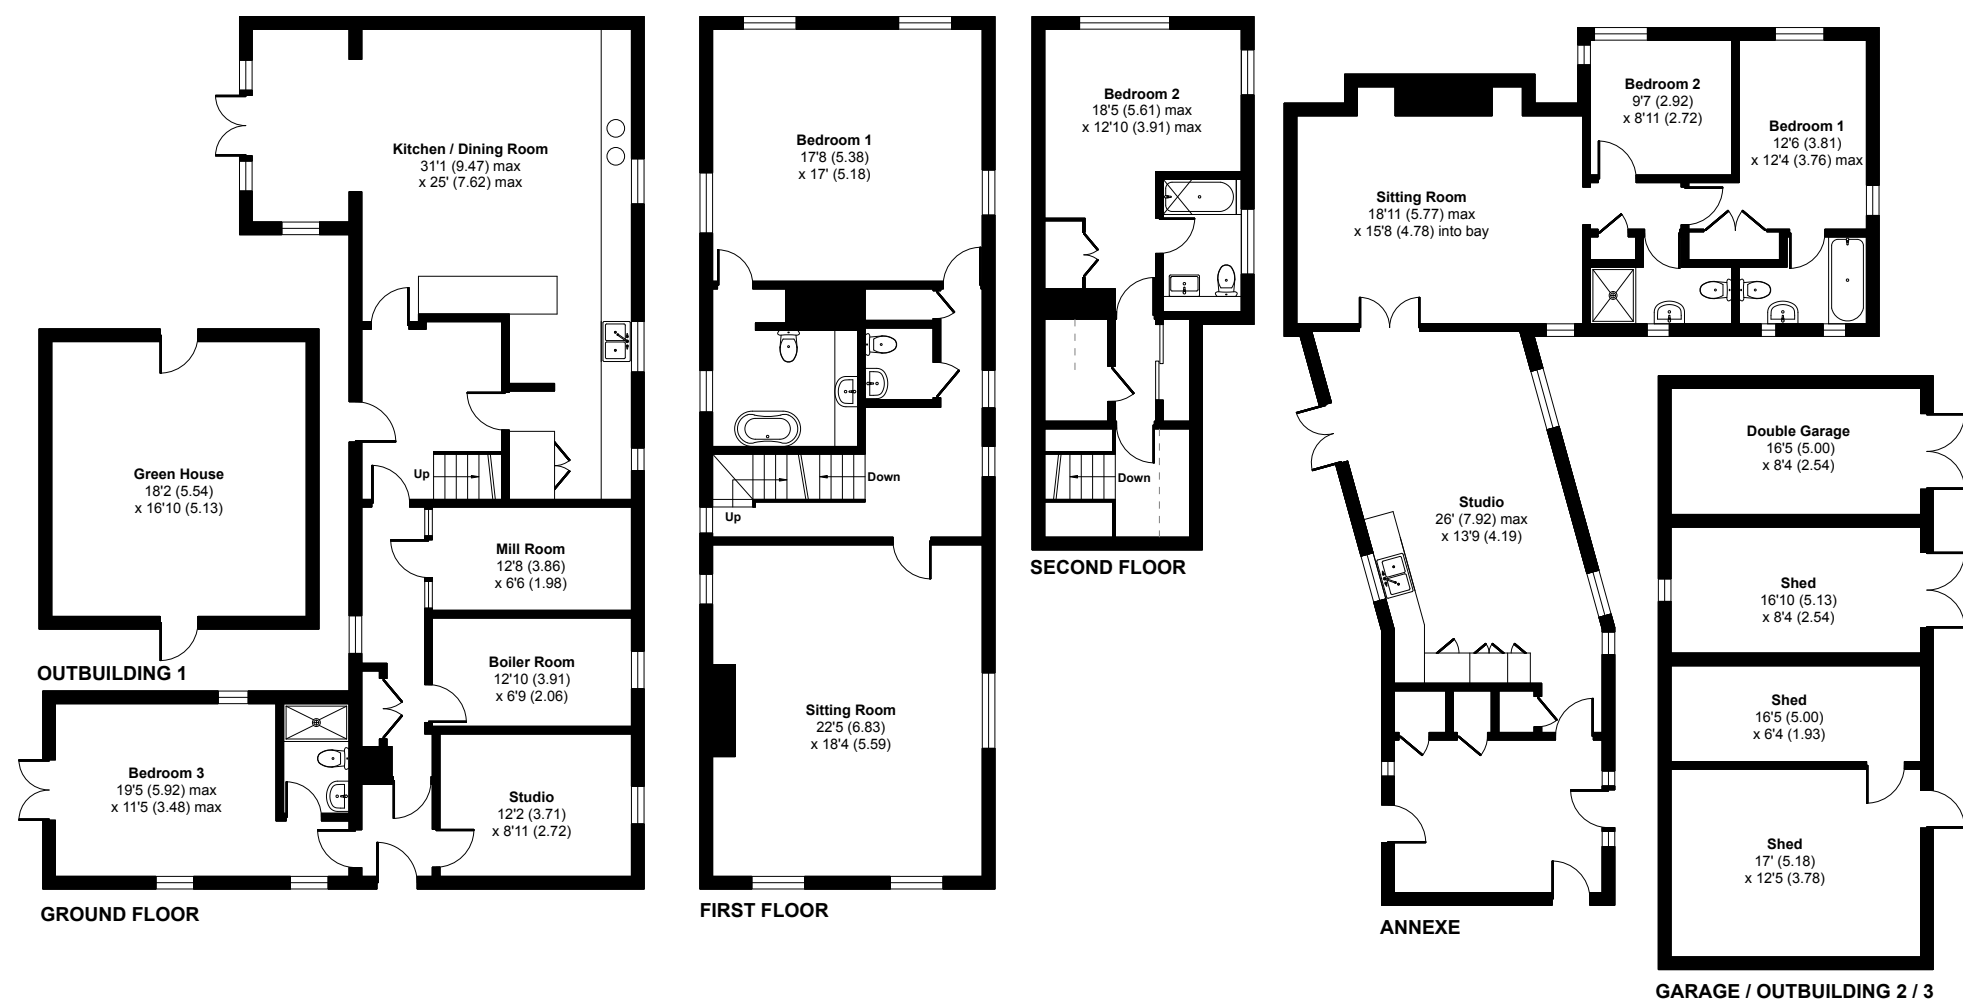 Kitchen / Dining Room
31'1 (9.47) max
x 25' (7.62) max
Up
Green House
18'2 (5.54)
x 16'10 (5.13)
OUTBUILDING 1
Mill Room
12'8 (3.86)
x 6'6 (1.98)
Boiler Room
12'10 (3.91)
x 6'9 (2.06)
Bedroom 3
19'5 (5.92) max
x 11'5 (3.48) max
Studio
12'2 (3.71)
x 8'11 (2.72)
GROUND FLOOR
Bedroom 1
17'8 (5.38)
x 17' (5.18)
Down
Up
Sitting Room
22'5 (6.83)
x 18'4 (5.59)
FIRST FLOOR
Bedroom 2
18'5 (5.61) max
x 12'10 (3.91) max
Down
SECOND FLOOR
Bedroom 2
9'7 (2.92)
x 8'11 (2.72)
Bedroom 1
12'6 (3.81)
x 12'4 (3.76) max
Sitting Room
18'11 (5.77) max
x 15'8 (4.78) into bay
Studio
26' (7.92) max
x 13'9 (4.19)
ANNEXE
Double Garage
16'5 (5.00)
x 8'4 (2.54)
Shed
16'10 (5.13)
x 8'4 (2.54)
Shed
16'5 (5.00)
x 6'4 (1.93)
Shed
17' (5.18)
x 12'5 (3.78)
GARAGE / OUTBUILDING 2 / 3